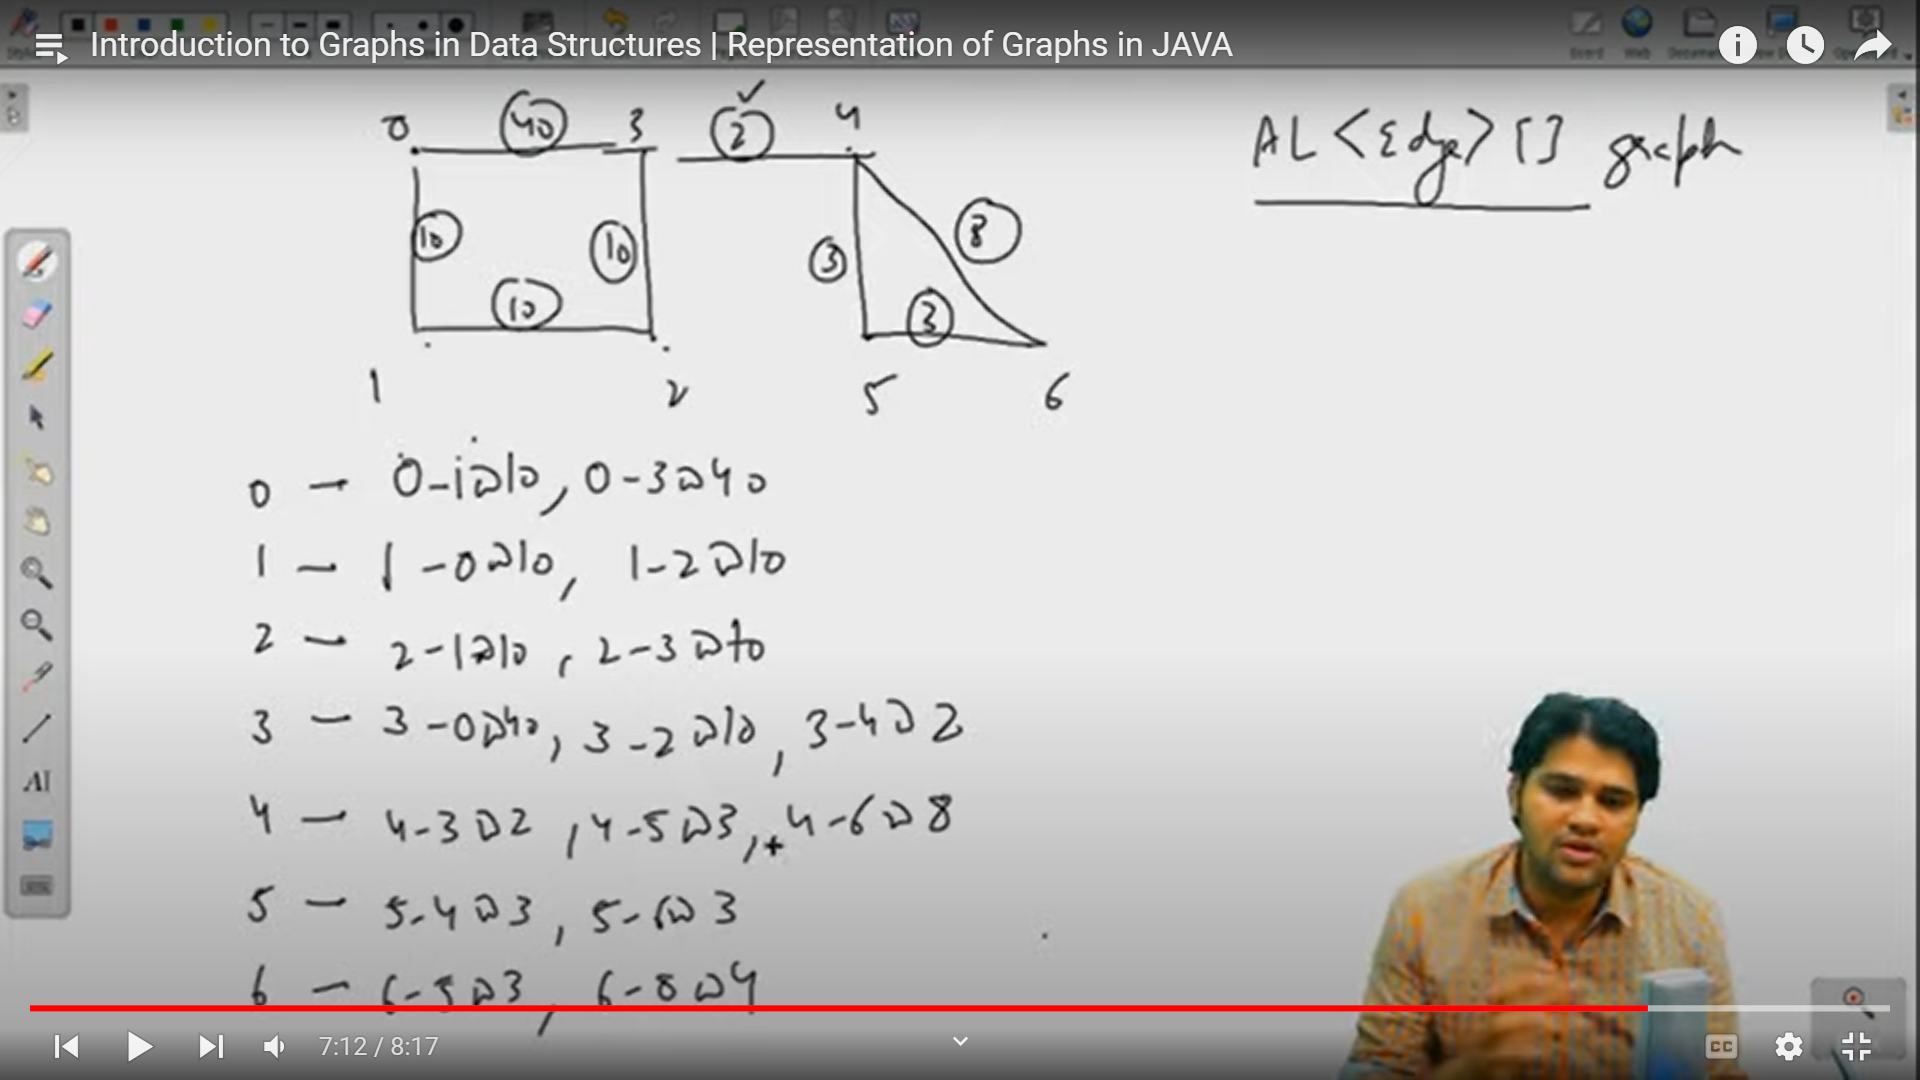 Introduction to Graphs in Data Structures | Representation of Graphs in JAVA
0 40 3 2 4
AL <Edge> [] graph
10 10 3 8
10 3
1 2 5 6
0 - 0-1@10, 0-3@40
1 - 1-0@10, 1-2@10
2 - 2-1@10, 2-3@10
3 - 3-0@40, 3-2@10, 3-4@2
4 - 4-3@2, 4-5@3, 4-6@8
5 - 5-4@3, 5-6@3
6 - 6-5@3, 6-8@4
AI
7:12 / 8:17
CC